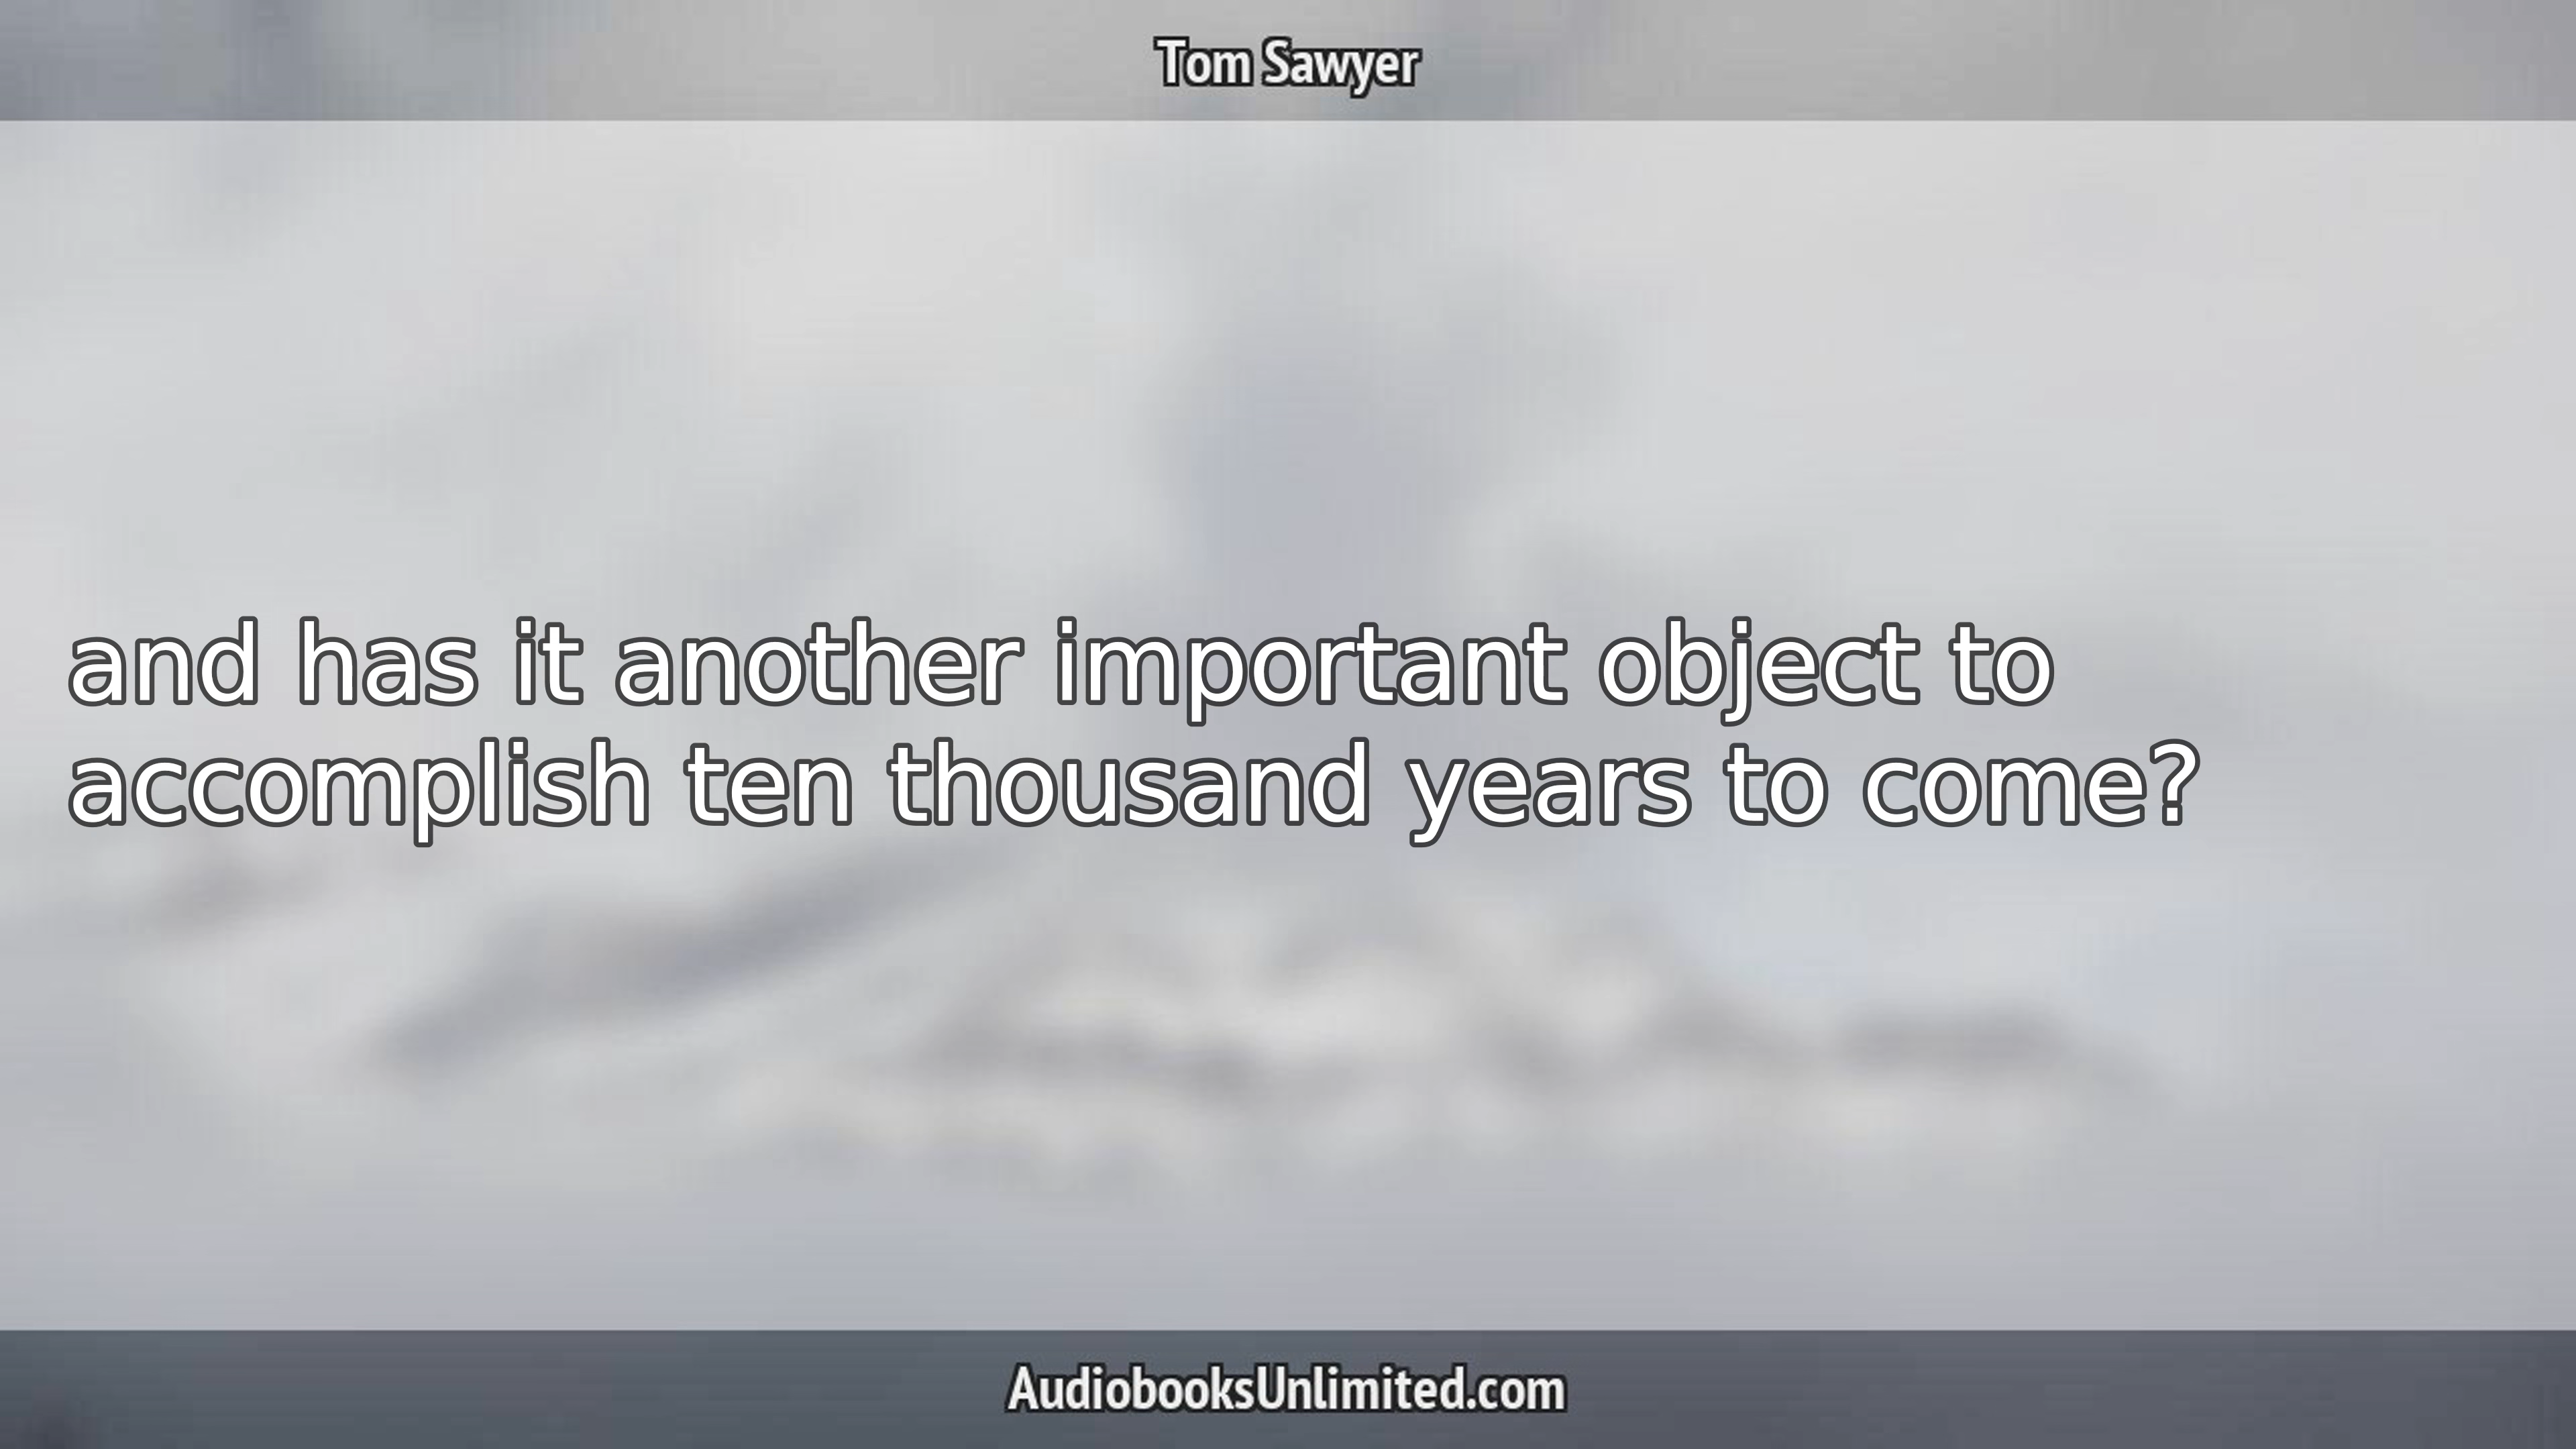 Tom Sawyer
and has it another important object to
accomplish ten thousand years to come?
AudiobooksUnlimited.com